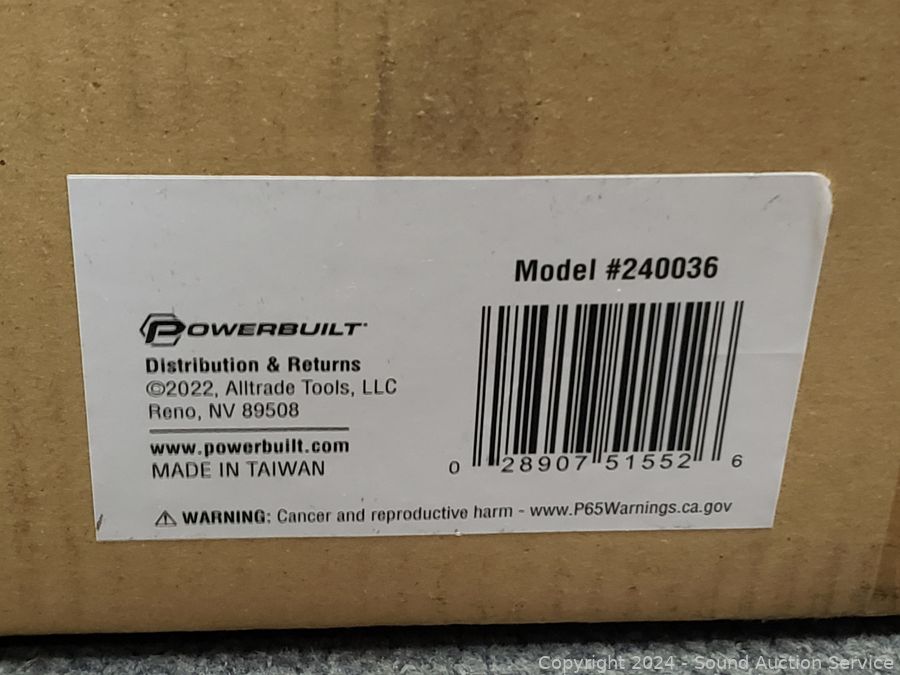 Model #240036
POWERBUILT
Distribution & Returns
©2022, Alltrade Tools, LLC
Reno, NV 89508
www.powerbuilt.com
MADE IN TAIWAN
0 28907 51552 6
WARNING: Cancer and reproductive harm - www.P65Warnings.ca.gov
Copyright 2024 - Sound Auction Service